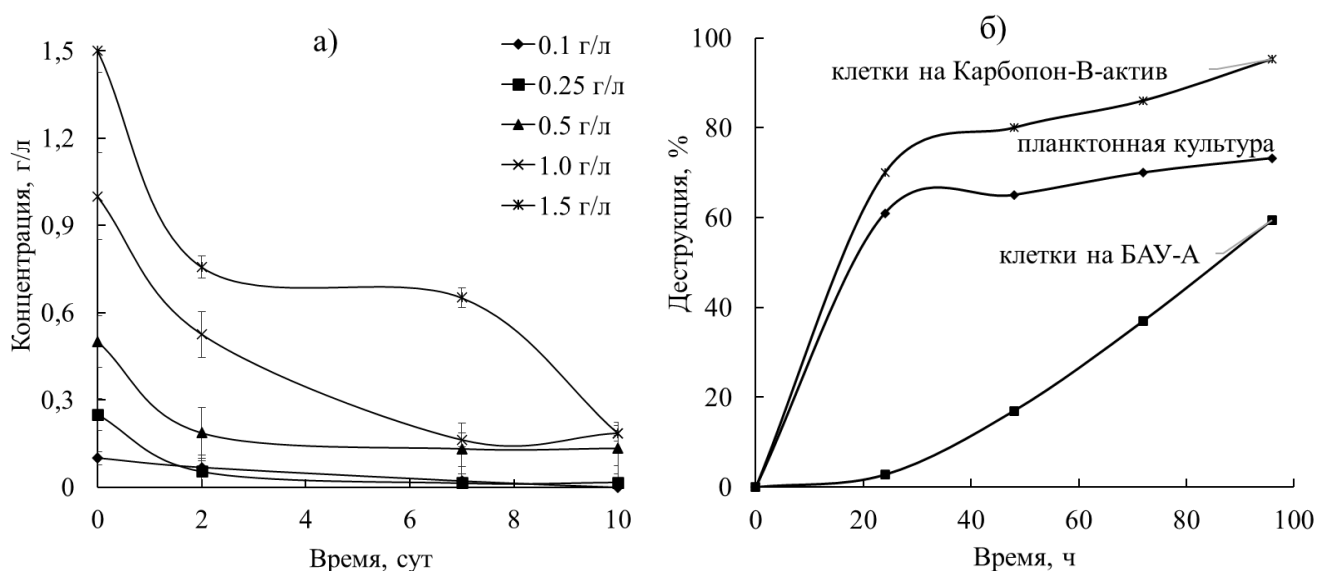 а)
Концентрация, г/л
1,5
1,2
0,9
0,6
0,3
0
0 2 4 6 8 10
Время, сут
0.1 г/л
0.25 г/л
0.5 г/л
1.0 г/л
1.5 г/л
б)
Деструкция, %
100
80
60
40
20
0
0 20 40 60 80 100
Время, ч
клетки на Карбопон-В-актив
планктонная культура
клетки на БАУ-А